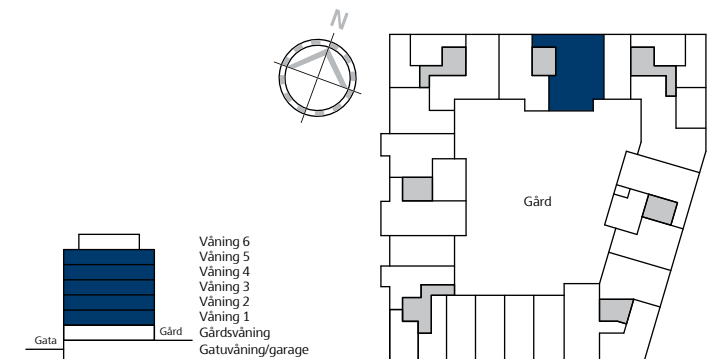 N
Gård
Våning 6
Våning 5
Våning 4
Våning 3
Våning 2
Våning 1
Gård
Gårdsvåning
Gata
Gatuvåning/garage